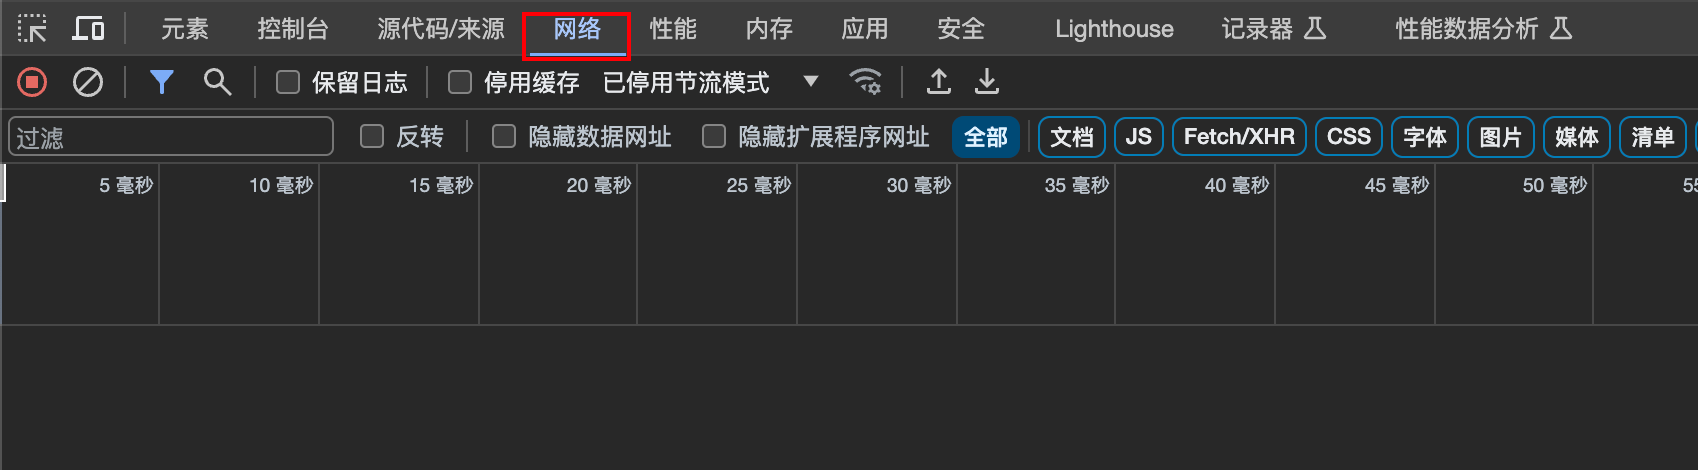 元素 控制台 源代码/来源 网络 性能 内存 应用 安全 Lighthouse 记录器 性能数据分析
保留日志 停用缓存 已停用节流模式
过滤 反转 隐藏数据网址 隐藏扩展程序网址 全部 文档 JS Fetch/XHR CSS 字体 图片 媒体 清单
5 毫秒 10 毫秒 15 毫秒 20 毫秒 25 毫秒 30 毫秒 35 毫秒 40 毫秒 45 毫秒 50 毫秒 55